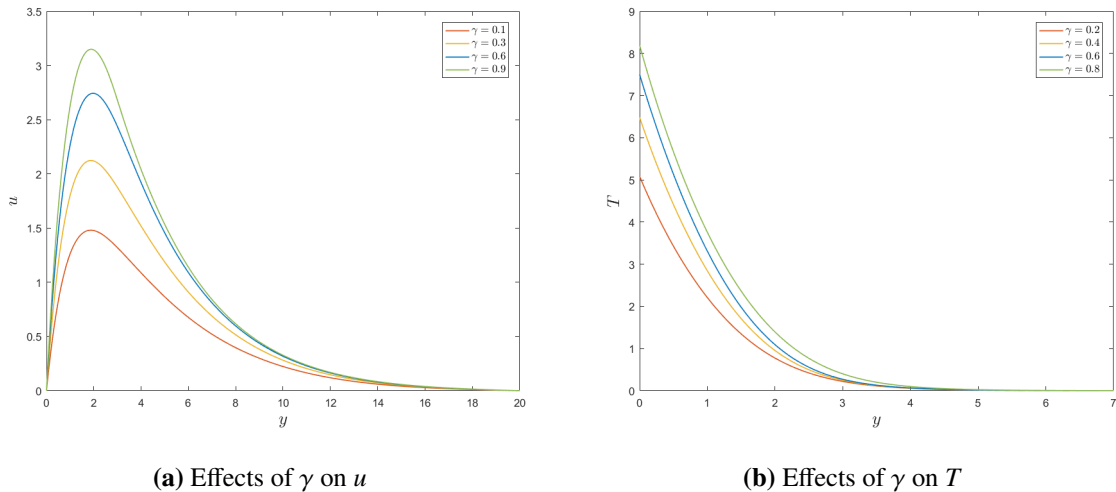 3.5
3
2.5
2
1.5
1
0.5
0
u
0 2 4 6 8 10 12 14 16 18 20
y
γ = 0.1
γ = 0.3
γ = 0.6
γ = 0.9
(a) Effects of γ on u
9
8
7
6
5
4
3
2
1
0
T
0 1 2 3 4 5 6 7
y
γ = 0.2
γ = 0.4
γ = 0.6
γ = 0.8
(b) Effects of γ on T